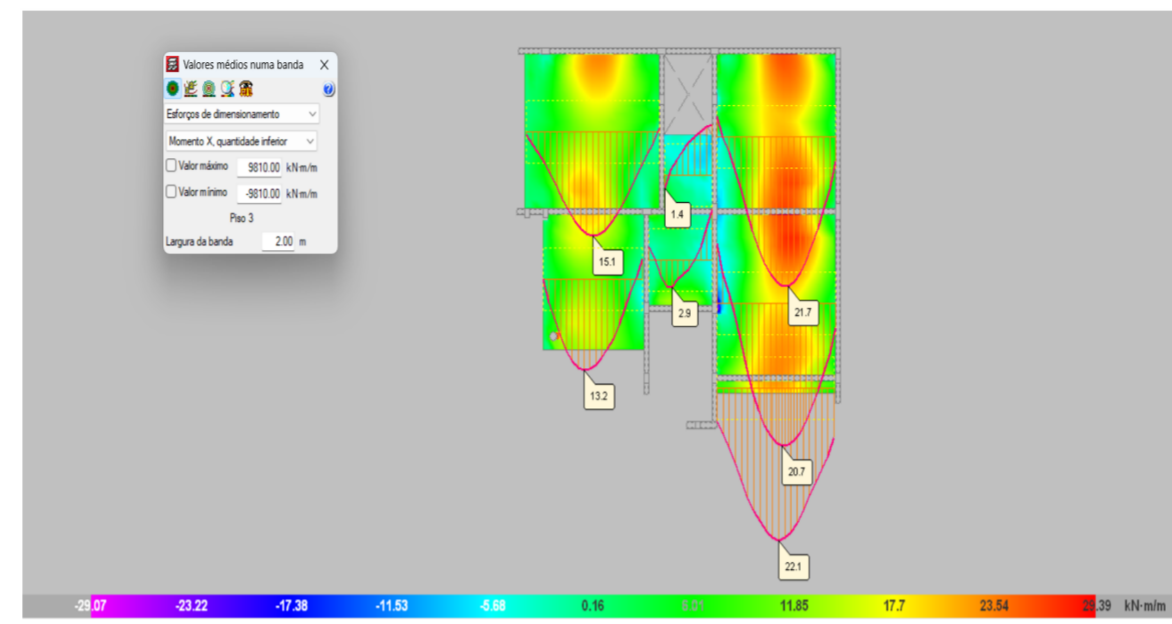 Valores médios numa banda
Esforços de dimensionamento
Momento X, quantidade inferior
Valor máximo 9810.00 kN·m/m
Valor mínimo -9810.00 kN·m/m
Piso 3
Largura da banda 2.00 m
1.4
15.1
2.9
21.7
13.2
20.7
22.1
-29.07 -23.22 -17.38 -11.53 -5.68 0.16 11.85 17.7 23.54 29.39 kN·m/m